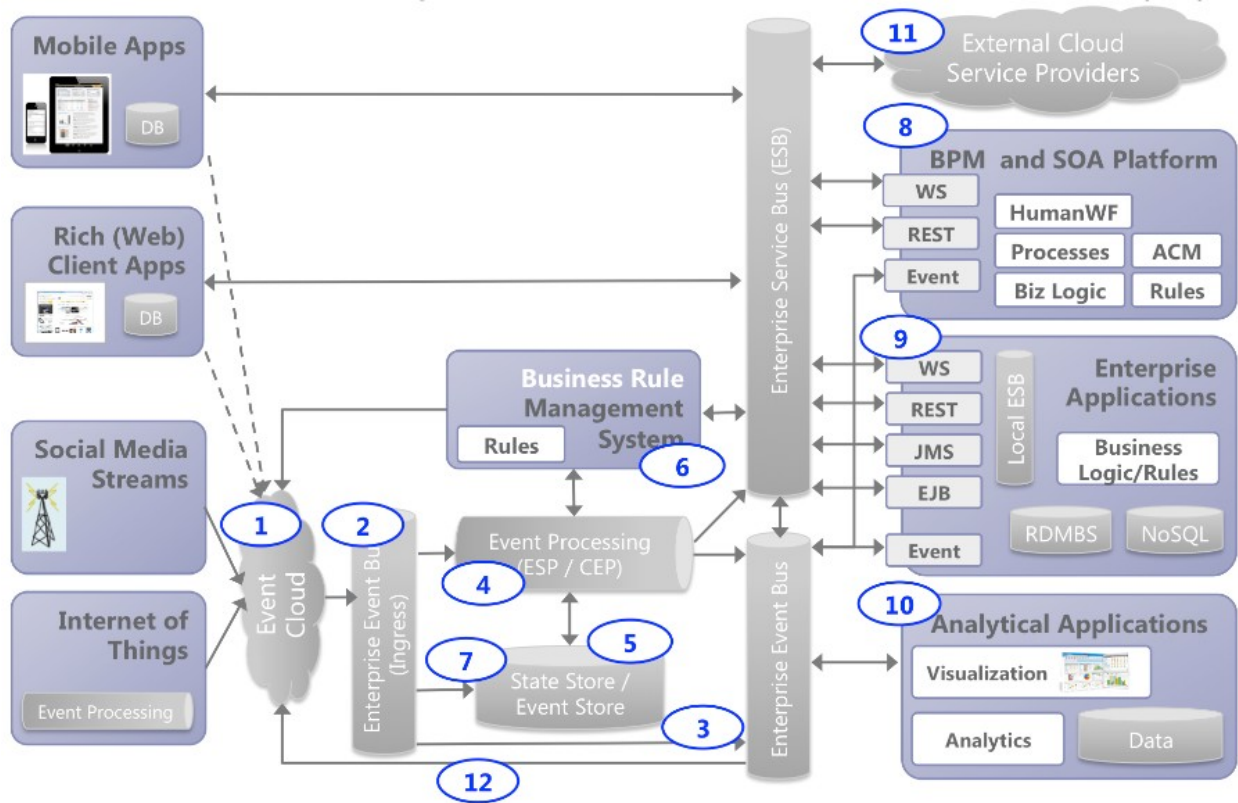 Mobile Apps
DB
Rich (Web)
Client Apps
DB
Social Media
Streams
Internet of
Things
Event Processing
1
Event
Cloud
2
Enterprise Event Bus
(Ingress)
Business Rule
Management
System
Rules
6
Event Processing
(ESP / CEP)
4
5
7
State Store /
Event Store
3
12
Enterprise Service Bus (ESB)
Enterprise Event Bus
11
External Cloud
Service Providers
8
BPM and SOA Platform
WS
REST
Event
HumanWF
Processes
ACM
Biz Logic
Rules
9
WS
REST
JMS
EJB
Event
Local ESB
Enterprise
Applications
Business
Logic/Rules
RDMBS
NoSQL
10
Analytical Applications
Visualization
Analytics
Data